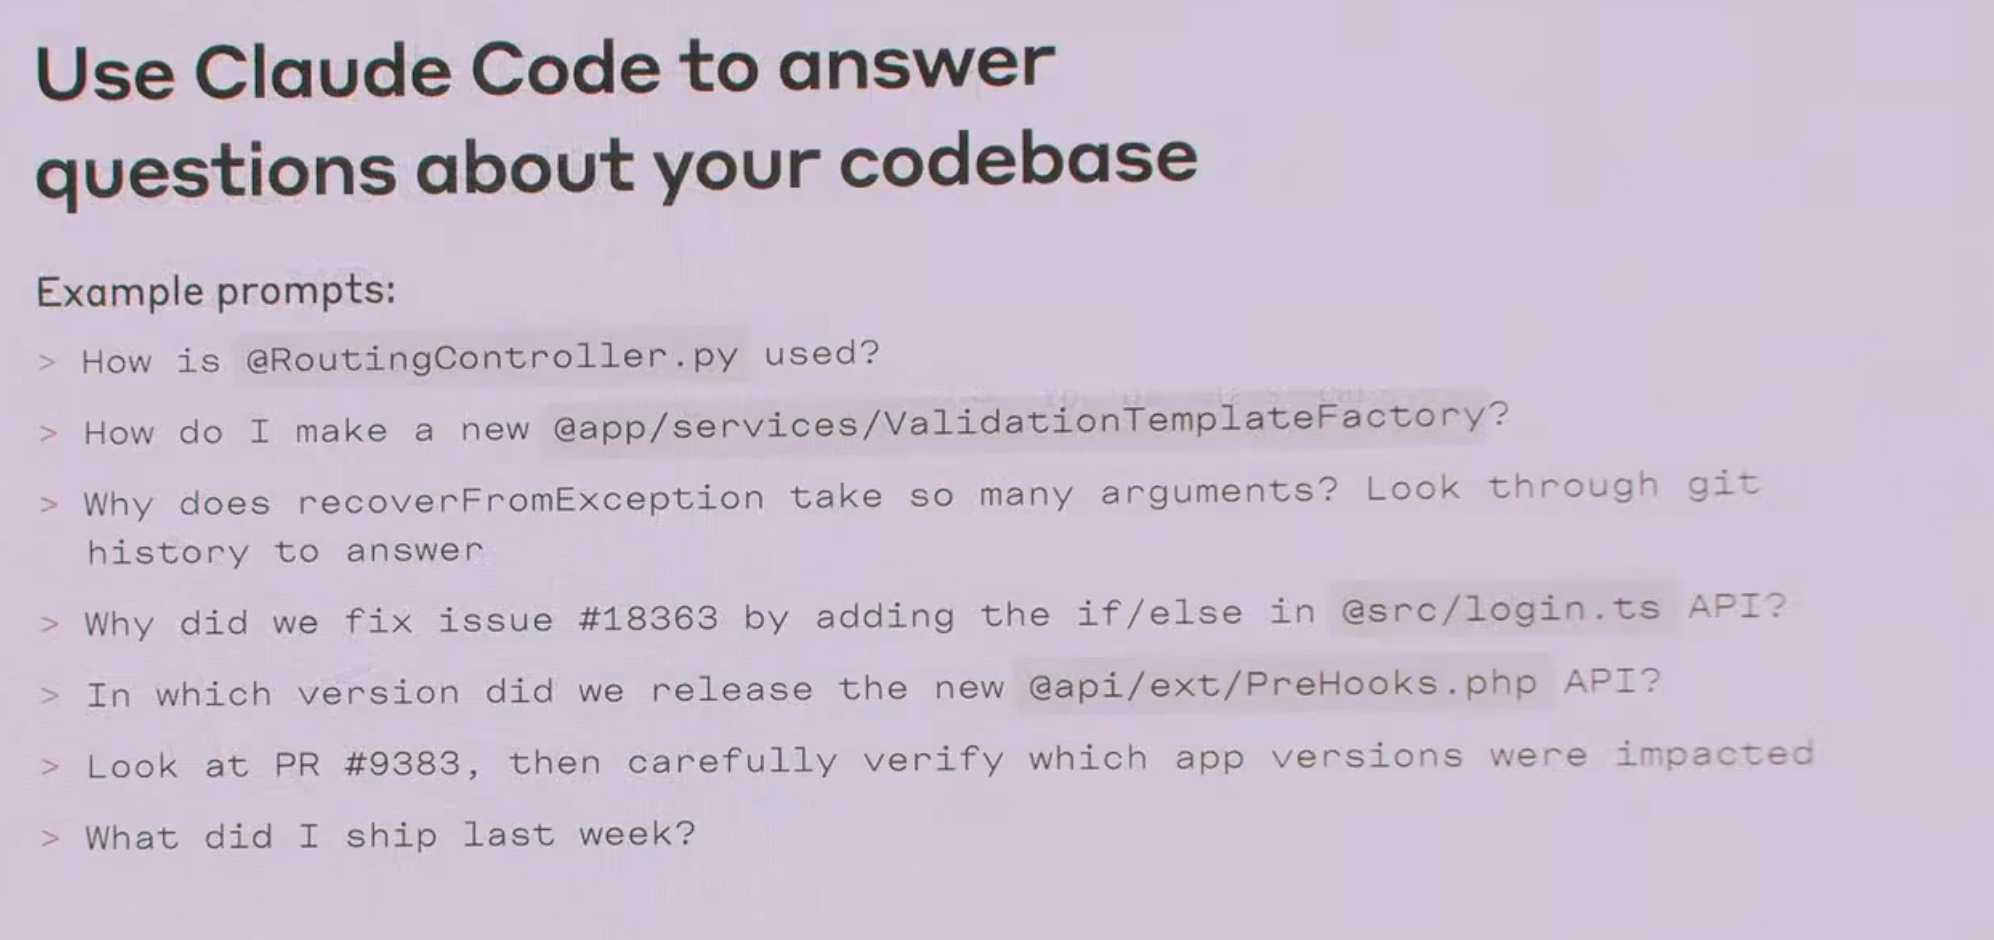 Use Claude Code to answer
questions about your codebase
Example prompts:
> How is @RoutingController.py used?
> How do I make a new @app/services/ValidationTemplateFactory?
> Why does recoverFromException take so many arguments? Look through git
history to answer
> Why did we fix issue #18363 by adding the if/else in @src/login.ts API?
> In which version did we release the new @api/ext/PreHooks.php API?
> Look at PR #9383, then carefully verify which app versions were impacted
> What did I ship last week?